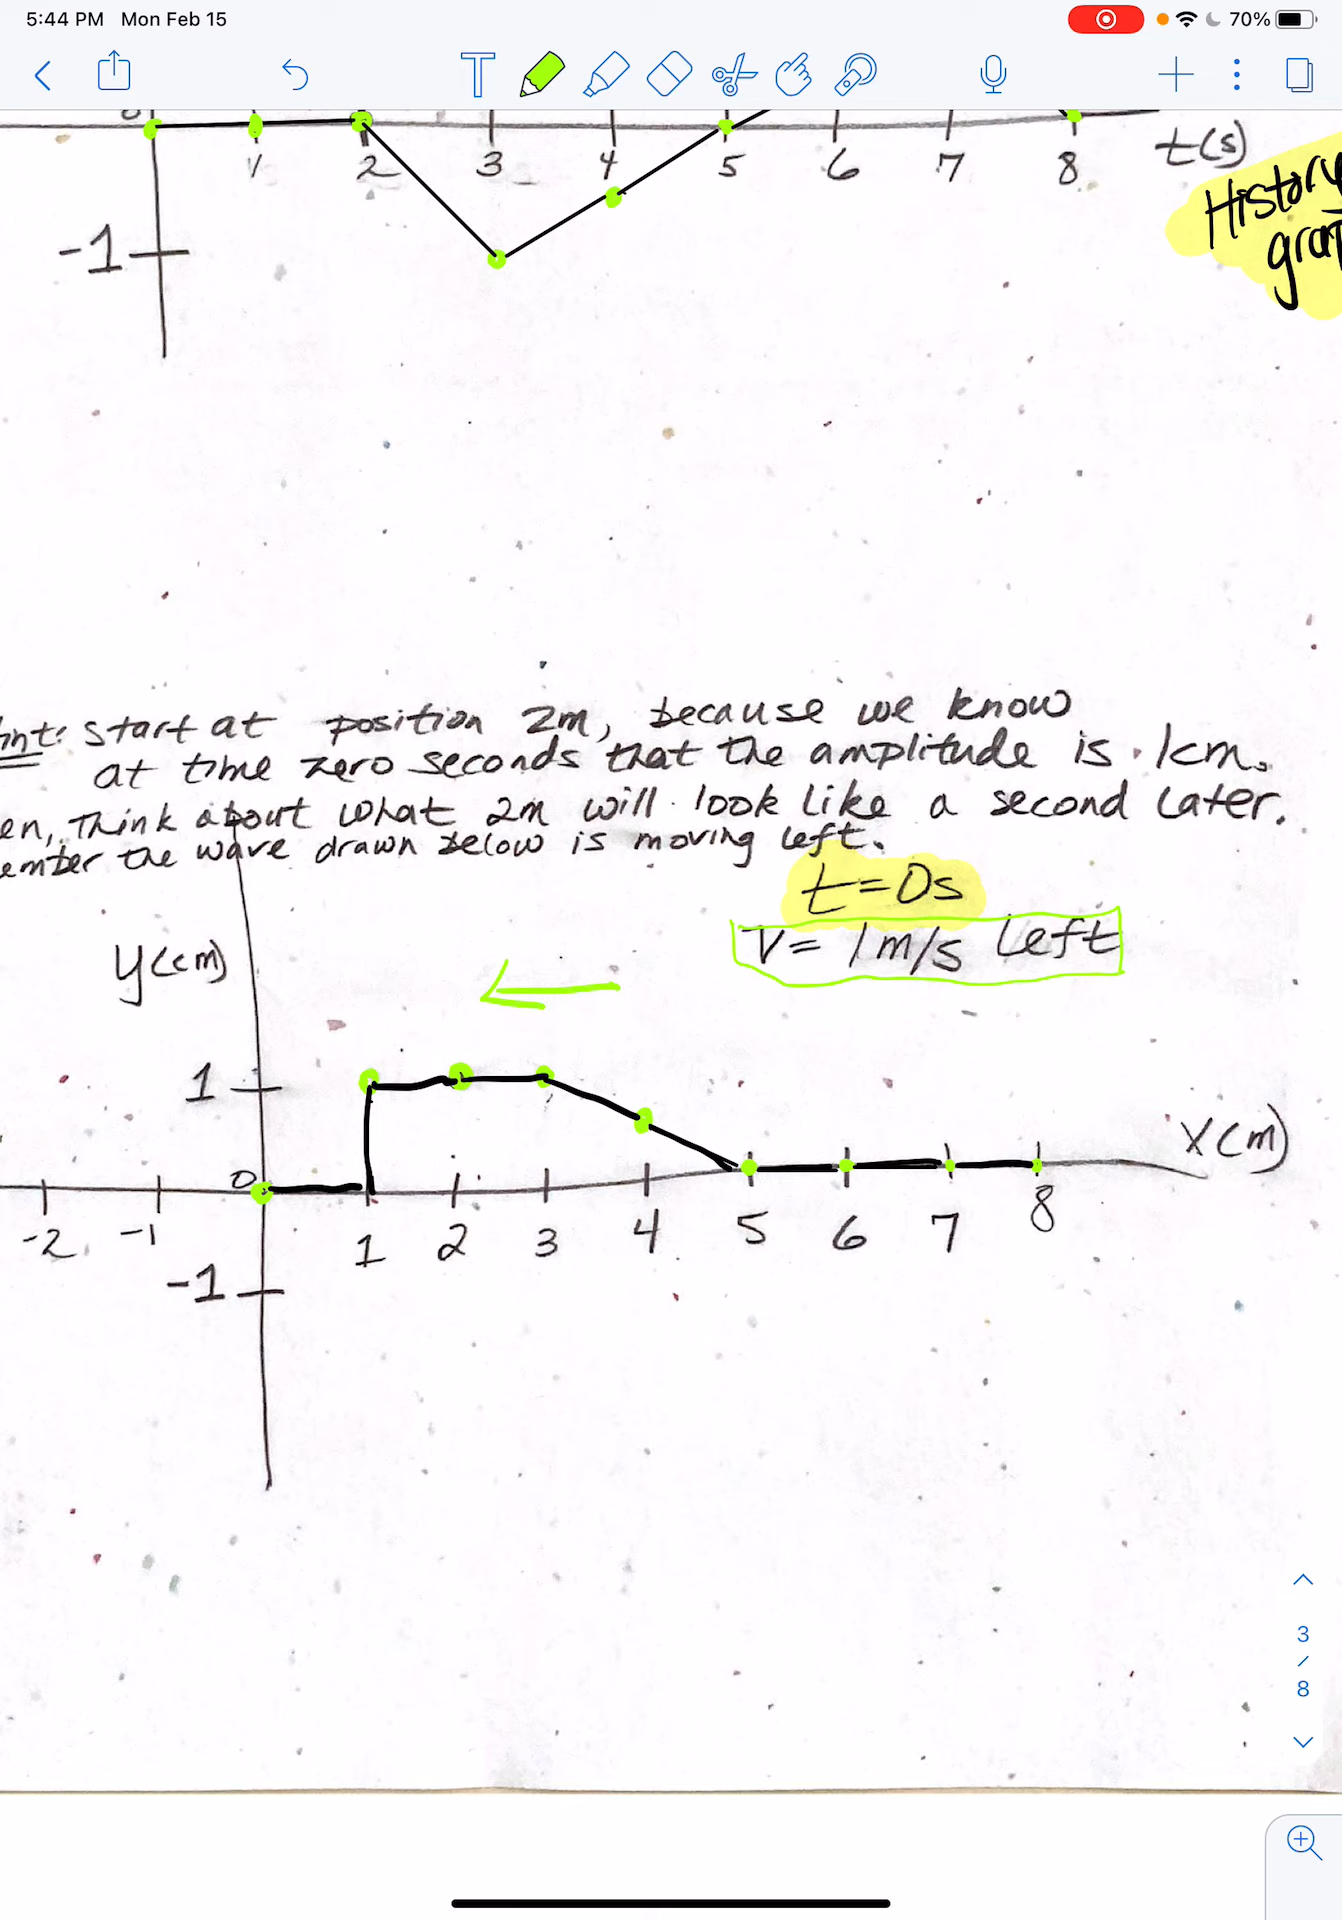 5:44 PM Mon Feb 15 70%
T
1 2 3 4 5 6 7 8 t(s)
History
-1
start at position 2m, because we know
at time zero seconds that the amplitude is 1cm.
en, think about what 2m will look like a second later.
ember the wave drawn below is moving left.
t=0s
V= 1m/s left
y(cm)
1
x(m)
0
-2 -1 1 2 3 4 5 6 7 8
-1
3
/
8